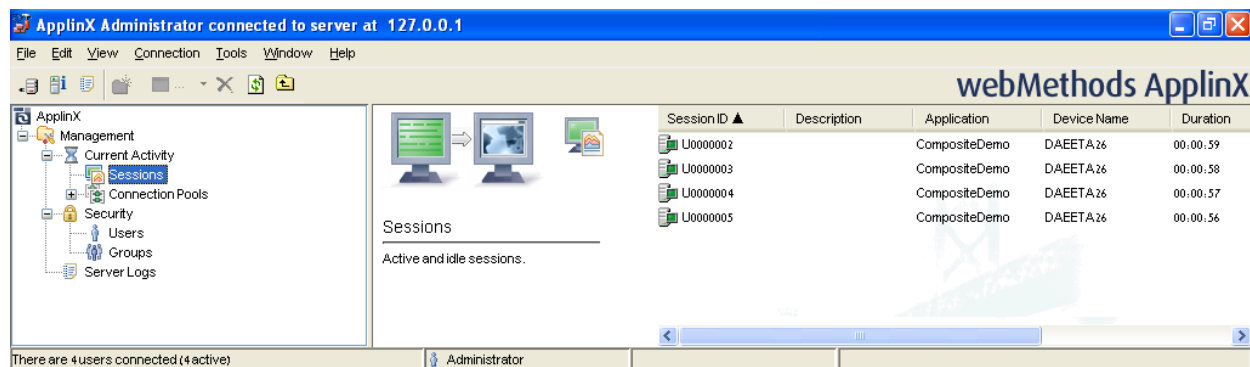 ApplinX Administrator connected to server at 127.0.0.1
File Edit View Connection Tools Window Help
webMethods ApplinX
ApplinX
Management
Current Activity
Sessions
Connection Pools
Security
Users
Groups
Server Logs
Sessions
Active and idle sessions.
Session ID Description Application Device Name Duration
U0000002 CompositeDemo DAEETA26 00:00:59
U0000003 CompositeDemo DAEETA26 00:00:58
U0000004 CompositeDemo DAEETA26 00:00:57
U0000005 CompositeDemo DAEETA26 00:00:56
There are 4 users connected (4 active) Administrator